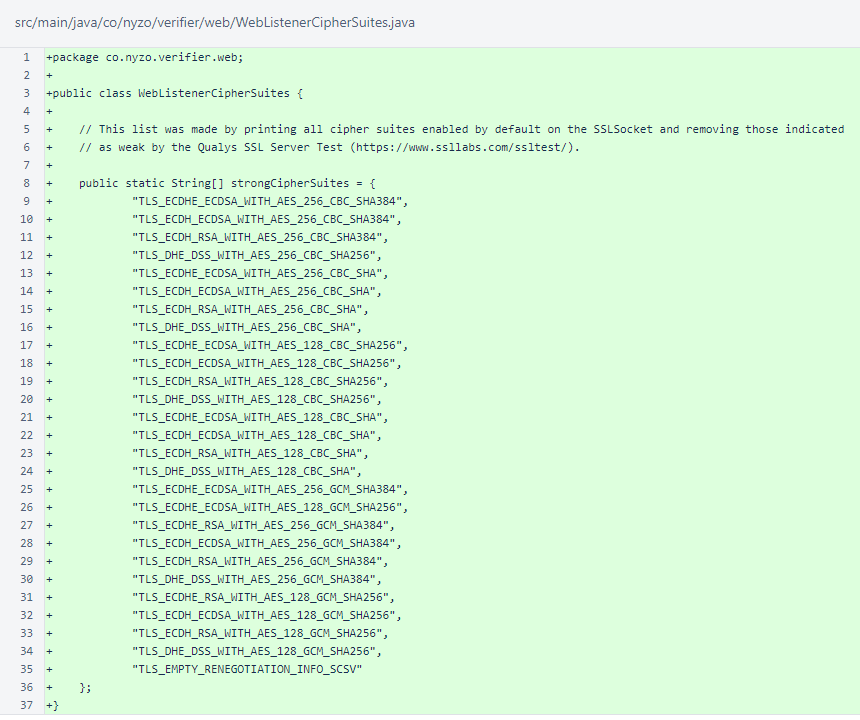 src/main/java/co/nyzo/verifier/web/WebListenerCipherSuites.java
1 +package co.nyzo.verifier.web;
2 +
3 +public class WebListenerCipherSuites {
4 +
5 + // This list was made by printing all cipher suites enabled by default on the SSLSocket and removing those indicated
6 + // as weak by the Qualys SSL Server Test (https://www.ssllabs.com/ssltest/).
7 +
8 + public static String[] strongCipherSuites = {
9 + "TLS_ECDHE_ECDSA_WITH_AES_256_CBC_SHA384",
10 + "TLS_ECDH_ECDSA_WITH_AES_256_CBC_SHA384",
11 + "TLS_ECDH_RSA_WITH_AES_256_CBC_SHA384",
12 + "TLS_DHE_DSS_WITH_AES_256_CBC_SHA256",
13 + "TLS_ECDHE_ECDSA_WITH_AES_256_CBC_SHA",
14 + "TLS_ECDH_ECDSA_WITH_AES_256_CBC_SHA",
15 + "TLS_ECDH_RSA_WITH_AES_256_CBC_SHA",
16 + "TLS_DHE_DSS_WITH_AES_256_CBC_SHA",
17 + "TLS_ECDHE_ECDSA_WITH_AES_128_CBC_SHA256",
18 + "TLS_ECDH_ECDSA_WITH_AES_128_CBC_SHA256",
19 + "TLS_ECDH_RSA_WITH_AES_128_CBC_SHA256",
20 + "TLS_DHE_DSS_WITH_AES_128_CBC_SHA256",
21 + "TLS_ECDHE_ECDSA_WITH_AES_128_CBC_SHA",
22 + "TLS_ECDH_ECDSA_WITH_AES_128_CBC_SHA",
23 + "TLS_ECDH_RSA_WITH_AES_128_CBC_SHA",
24 + "TLS_DHE_DSS_WITH_AES_128_CBC_SHA",
25 + "TLS_ECDHE_ECDSA_WITH_AES_256_GCM_SHA384",
26 + "TLS_ECDHE_ECDSA_WITH_AES_128_GCM_SHA256",
27 + "TLS_ECDHE_RSA_WITH_AES_256_GCM_SHA384",
28 + "TLS_ECDH_ECDSA_WITH_AES_256_GCM_SHA384",
29 + "TLS_ECDH_RSA_WITH_AES_256_GCM_SHA384",
30 + "TLS_DHE_DSS_WITH_AES_256_GCM_SHA384",
31 + "TLS_ECDHE_RSA_WITH_AES_128_GCM_SHA256",
32 + "TLS_ECDH_ECDSA_WITH_AES_128_GCM_SHA256",
33 + "TLS_ECDH_RSA_WITH_AES_128_GCM_SHA256",
34 + "TLS_DHE_DSS_WITH_AES_128_GCM_SHA256",
35 + "TLS_EMPTY_RENEGOTIATION_INFO_SCSV"
36 + };
37 +}